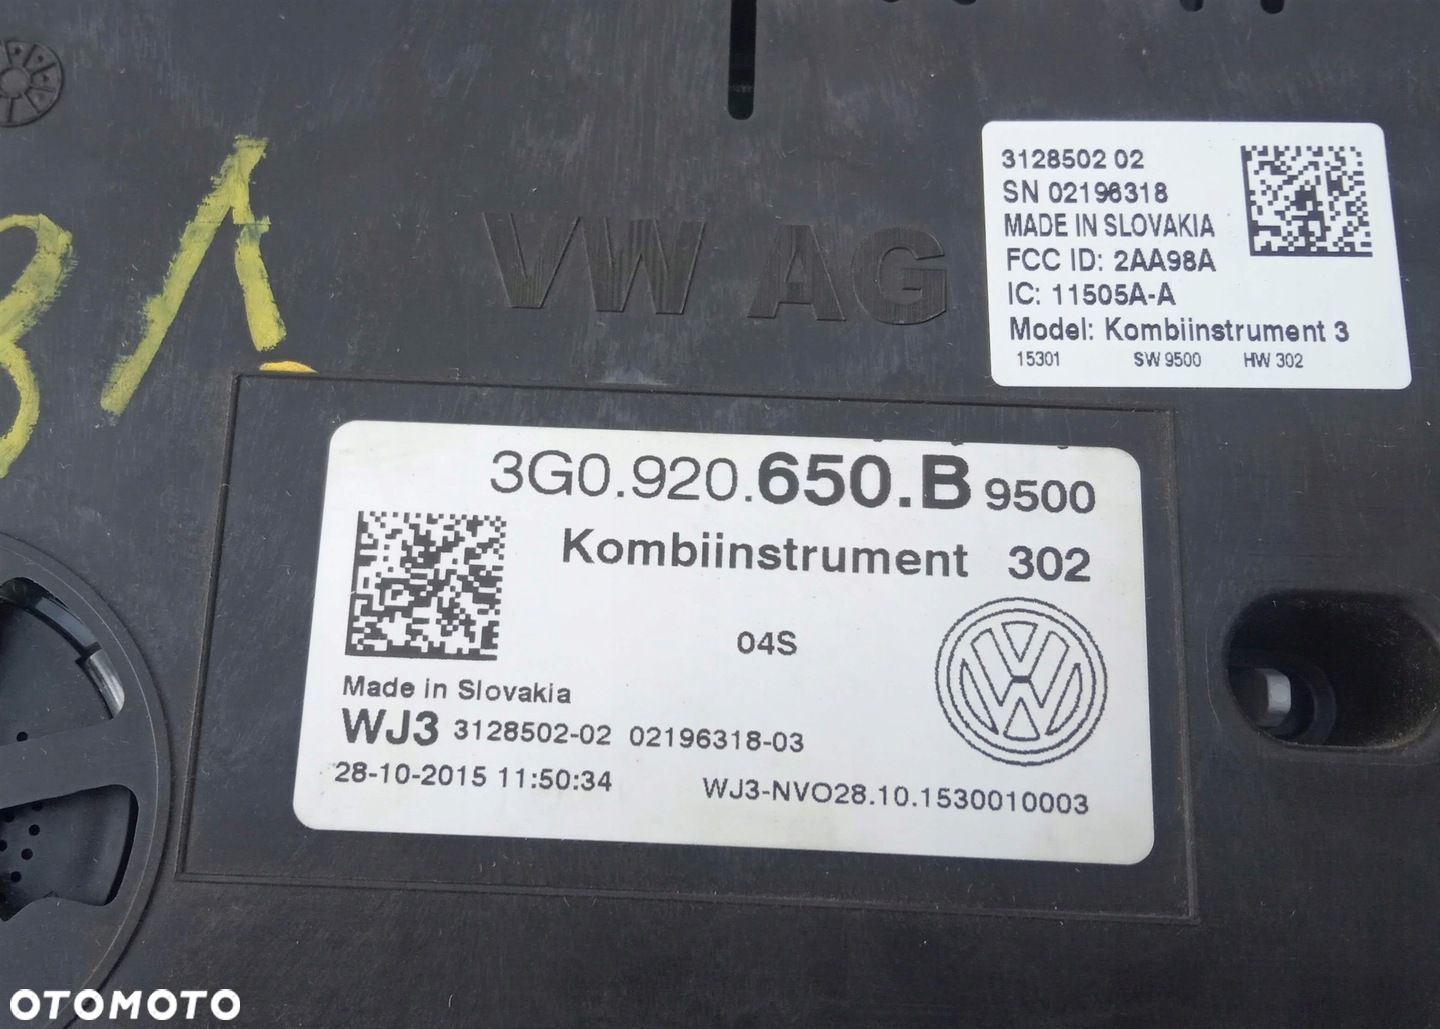 VW AG
3128502 02
SN 02196318
MADE IN SLOVAKIA
FCC ID: 2AA98A
IC: 11505A-A
Model: Kombiinstrument 3
15301 SW 9500 HW 302
3G0.920.650.B 9500
Kombiinstrument 302
04S
Made in Slovakia
WJ3 3128502-02 02196318-03
28-10-2015 11:50:34 WJ3-NVO28.10.1530010003
OTOMOTO